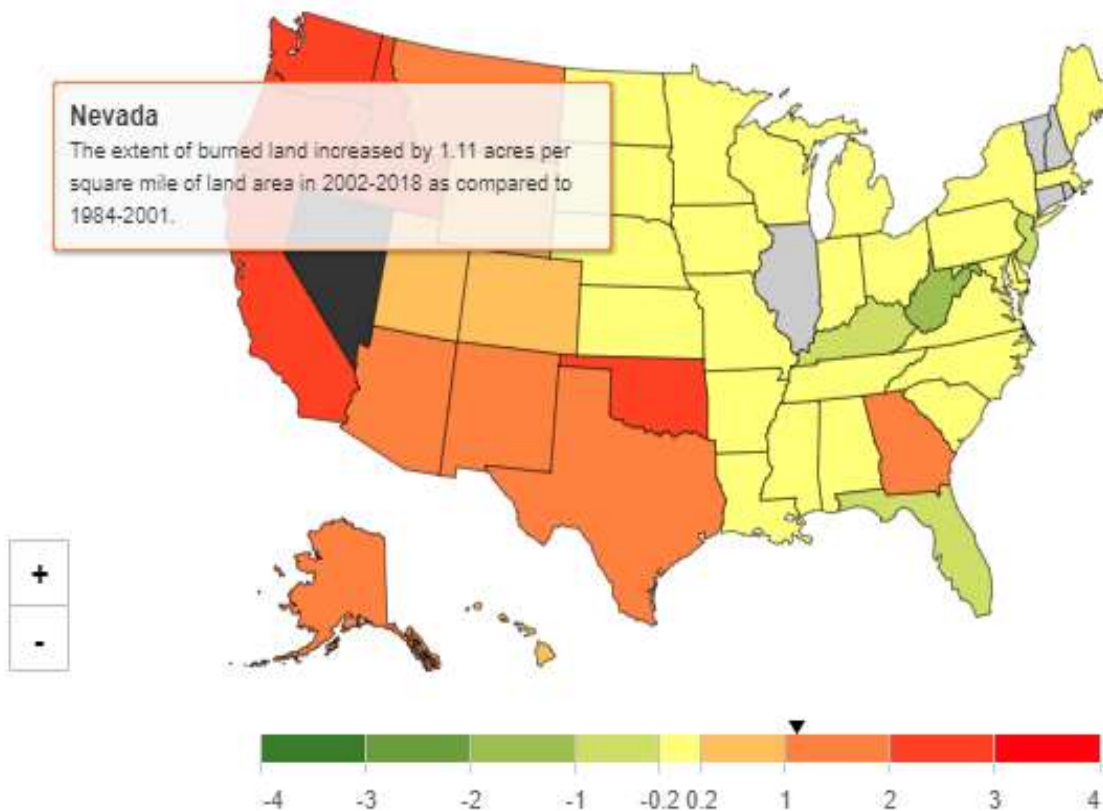 Nevada
The extent of burned land increased by 1.11 acres per
square mile of land area in 2002-2018 as compared to
1984-2001.
+
-
-4 -3 -2 -1 -0.2 0.2 1 2 3 4